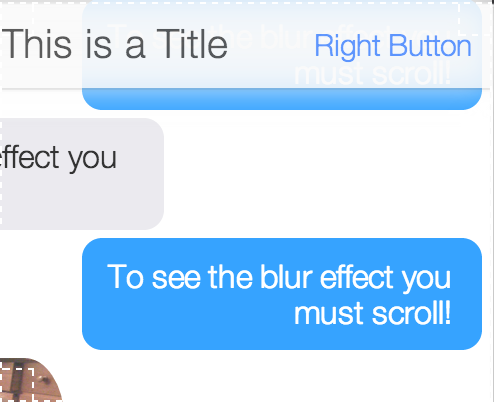 This is a Title
Right Button
To see the blur effect you
must scroll!
effect you
To see the blur effect you
must scroll!